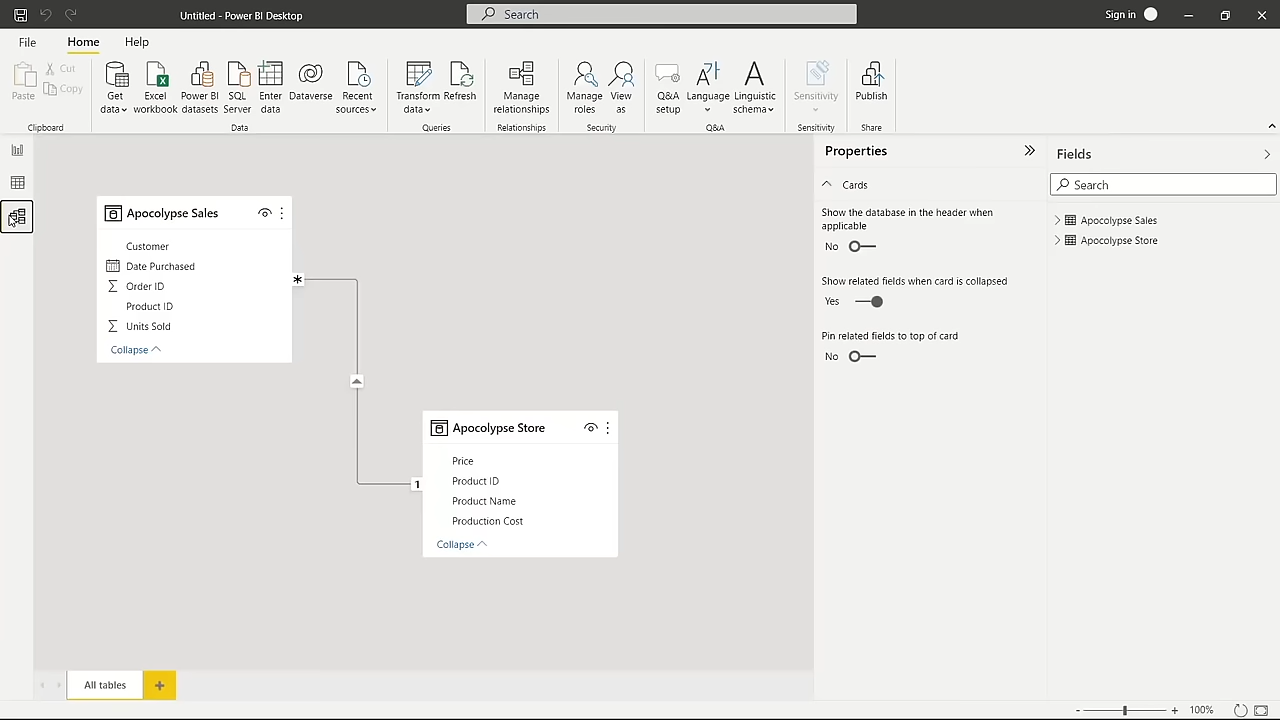 Untitled - Power BI Desktop
Search
Sign in
File
Home
Help
Paste
Cut
Copy
Get data
Excel workbook
Power BI datasets
SQL Server
Enter data
Dataverse
Recent sources
Transform data
Refresh
Manage relationships
Manage roles
View as
Q&A setup
Language
Linguistic schema
Sensitivity
Publish
Clipboard
Data
Queries
Relationships
Security
Q&A
Sensitivity
Share
Apocolypse Sales
Customer
Date Purchased
Order ID
Product ID
Units Sold
Collapse
*
1
Apocolypse Store
Price
Product ID
Product Name
Production Cost
Collapse
Properties
Cards
Show the database in the header when
applicable
No
Show related fields when card is collapsed
Yes
Pin related fields to top of card
No
Fields
Search
Apocolypse Sales
Apocolypse Store
All tables
+
- + 100%